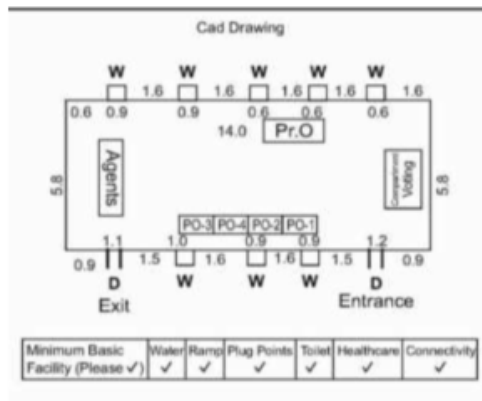 Cad Drawing
W W W W W
1.6 1.6 1.6 1.6 1.6
0.6 0.9 0.9 0.6 0.6 0.6
14.0 Pr.O
Agents
Compartment
Voting
5.8 5.8
PO-3 PO-4 PO-2 PO-1
1.1 1.0 0.9 0.9 1.2
0.9 1.5 1.6 1.6 1.5 0.9
D W W W D
Exit Entrance
Minimum Basic Water Ramp Plug Points Toilet Healthcare Connectivity
Facility (Please ✓) ✓ ✓ ✓ ✓ ✓ ✓